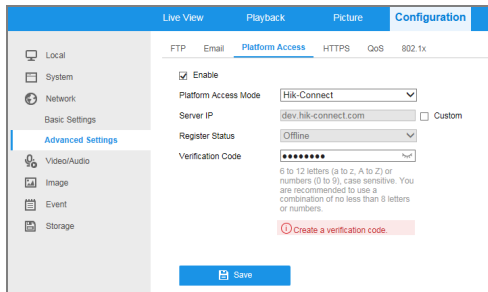 Live View Playback Picture Configuration
FTP Email Platform Access HTTPS QoS 802.1x
Local
System
Network
Basic Settings
Advanced Settings
Video/Audio
Image
Event
Storage
Enable
Platform Access Mode Hik-Connect
Server IP dev.hik-connect.com Custom
Register Status Offline
Verification Code ●●●●●●●●
6 to 12 letters (a to z, A to Z) or
numbers (0 to 9), case sensitive. You
are recommended to use a
combination of no less than 8 letters
or numbers.
Create a verification code.
Save